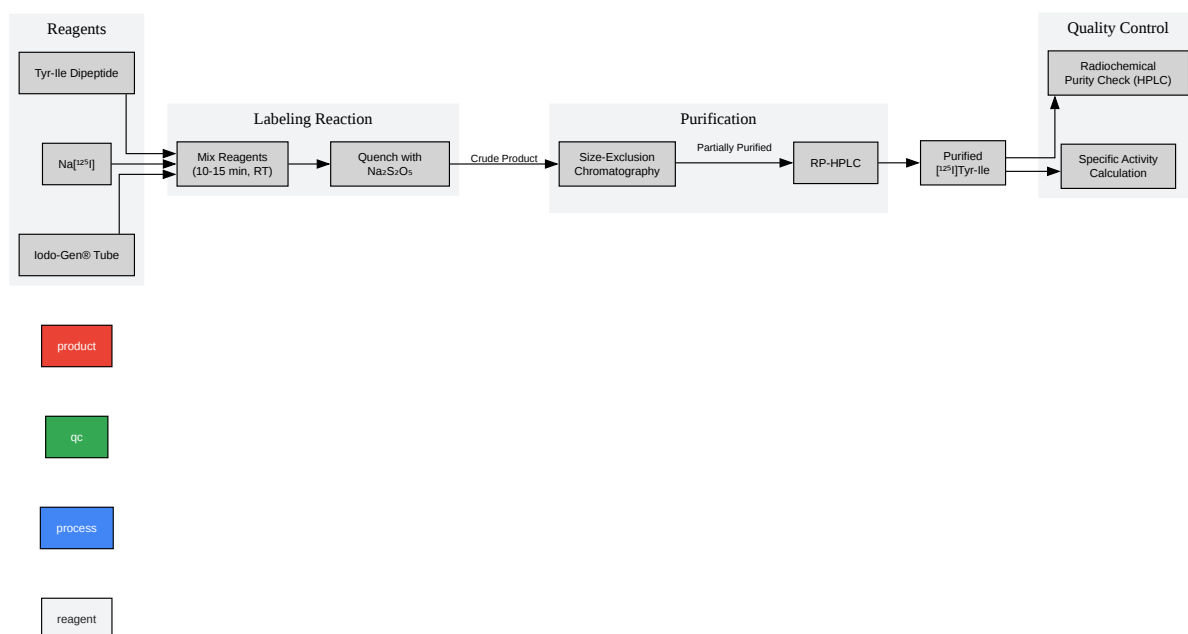 Reagents
Tyr-Ile Dipeptide
Na[¹²⁵I]
Iodo-Gen® Tube
Labeling Reaction
Mix Reagents
(10-15 min, RT)
Quench with
Na₂S₂O₅
Crude Product
Purification
Size-Exclusion
Chromatography
Partially Purified
RP-HPLC
Purified
[¹²⁵I]Tyr-Ile
Quality Control
Radiochemical
Purity Check (HPLC)
Specific Activity
Calculation
product
qc
process
reagent